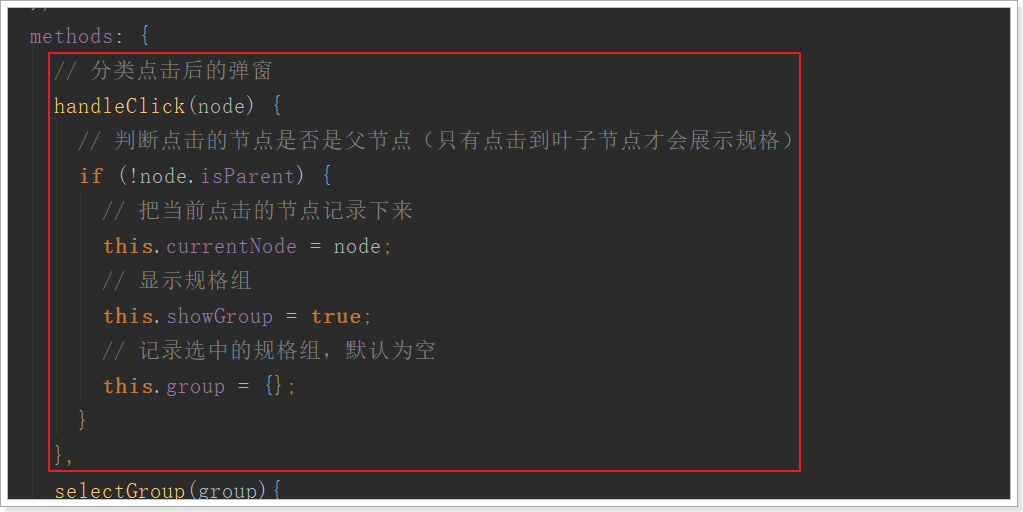 methods: {
// 分类点击后的弹窗
handleClick(node) {
// 判断点击的节点是否是父节点（只有点击到叶子节点才会展示规格）
if (!node.isParent) {
// 把当前点击的节点记录下来
this.currentNode = node;
// 显示规格组
this.showGroup = true;
// 记录选中的规格组，默认为空
this.group = {};
}
},
selectGroup(group){